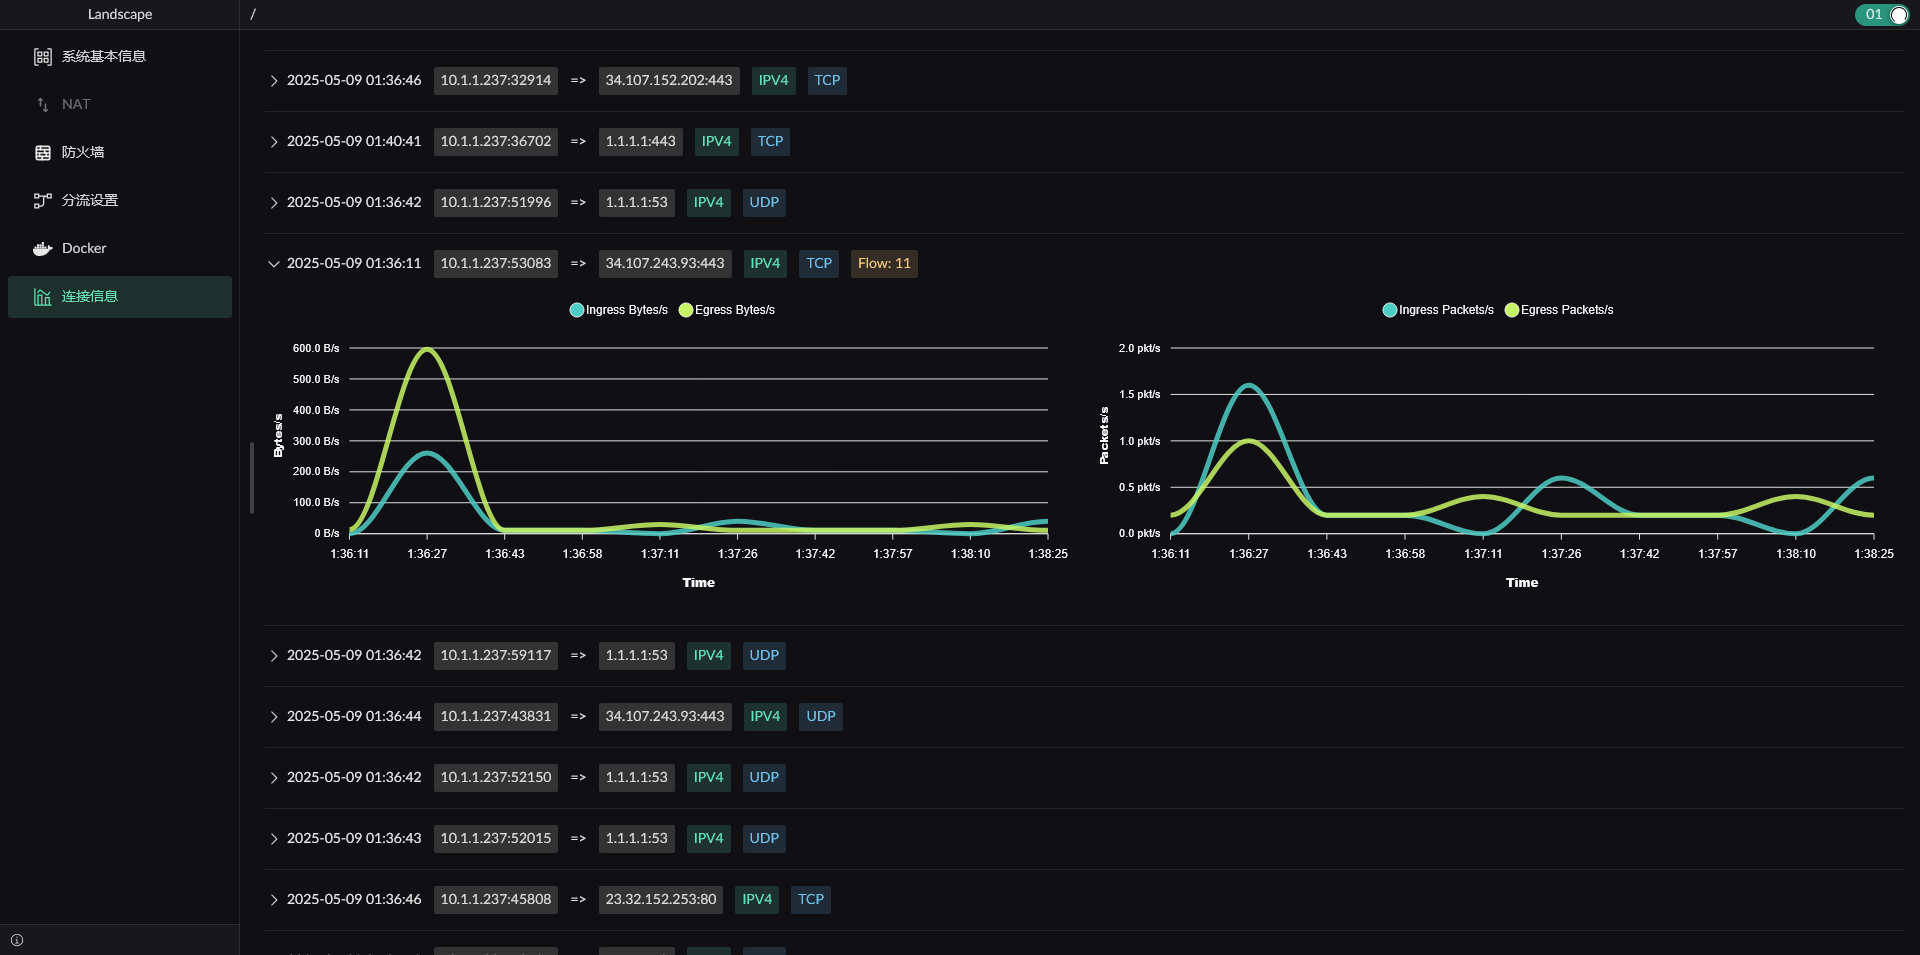 Landscape
/
01
系统基本信息
NAT
防火墙
分流设置
Docker
连接信息
2025-05-09 01:36:46 10.1.1.237:32914 => 34.107.152.202:443 IPV4 TCP
2025-05-09 01:40:41 10.1.1.237:36702 => 1.1.1.1:443 IPV4 TCP
2025-05-09 01:36:42 10.1.1.237:51996 => 1.1.1.1:53 IPV4 UDP
2025-05-09 01:36:11 10.1.1.237:53083 => 34.107.243.93:443 IPV4 TCP Flow: 11
Ingress Bytes/s Egress Bytes/s
600.0 B/s
500.0 B/s
400.0 B/s
300.0 B/s
200.0 B/s
100.0 B/s
0 B/s
Bytes/s
1:36:11 1:36:27 1:36:43 1:36:58 1:37:11 1:37:26 1:37:42 1:37:57 1:38:10 1:38:25
Time
Ingress Packets/s Egress Packets/s
2.0 pkt/s
1.5 pkt/s
1.0 pkt/s
0.5 pkt/s
0.0 pkt/s
Packets/s
1:36:11 1:36:27 1:36:43 1:36:58 1:37:11 1:37:26 1:37:42 1:37:57 1:38:10 1:38:25
Time
2025-05-09 01:36:42 10.1.1.237:59117 => 1.1.1.1:53 IPV4 UDP
2025-05-09 01:36:44 10.1.1.237:43831 => 34.107.243.93:443 IPV4 UDP
2025-05-09 01:36:42 10.1.1.237:52150 => 1.1.1.1:53 IPV4 UDP
2025-05-09 01:36:43 10.1.1.237:52015 => 1.1.1.1:53 IPV4 UDP
2025-05-09 01:36:46 10.1.1.237:45808 => 23.32.152.253:80 IPV4 TCP